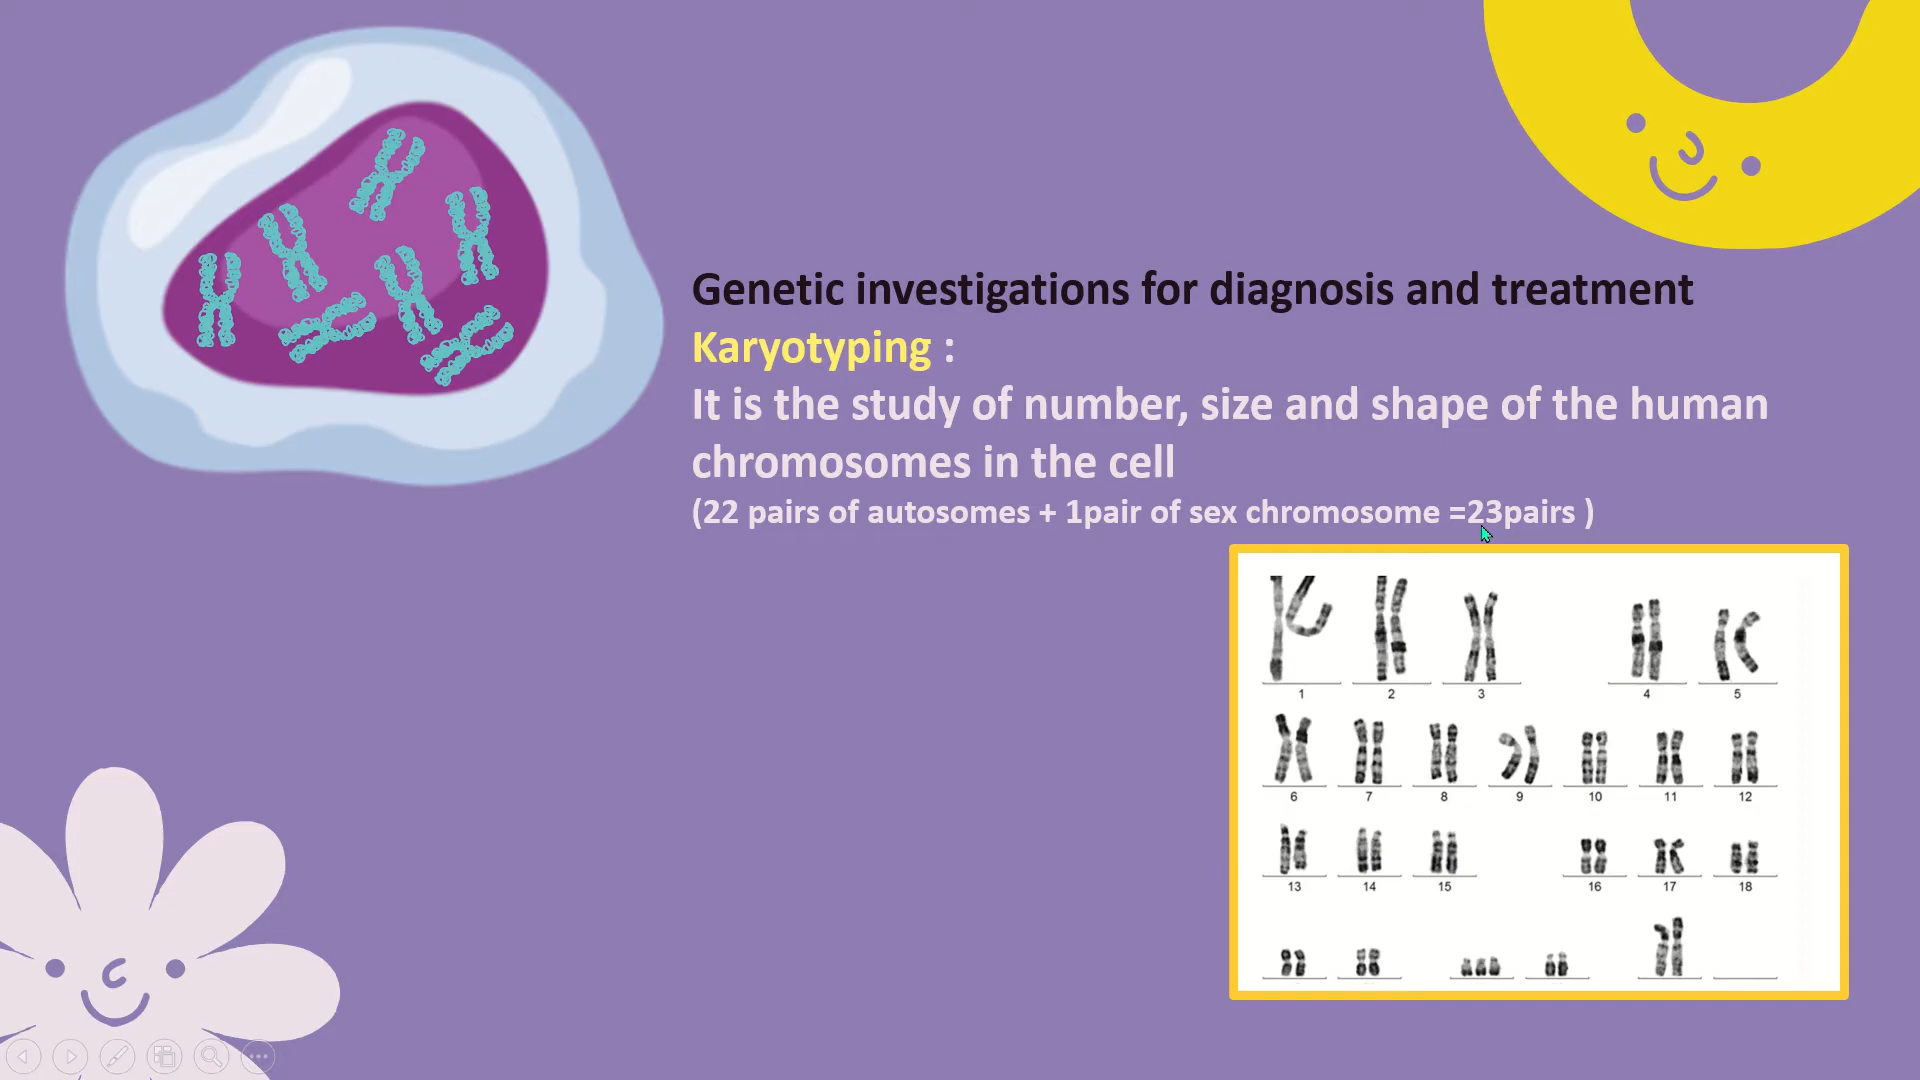 Genetic investigations for diagnosis and treatment
Karyotyping :
It is the study of number, size and shape of the human
chromosomes in the cell
(22 pairs of autosomes + 1pair of sex chromosome =23pairs )
1 2 3 4 5
6 7 8 9 10 11 12
13 14 15 16 17 18